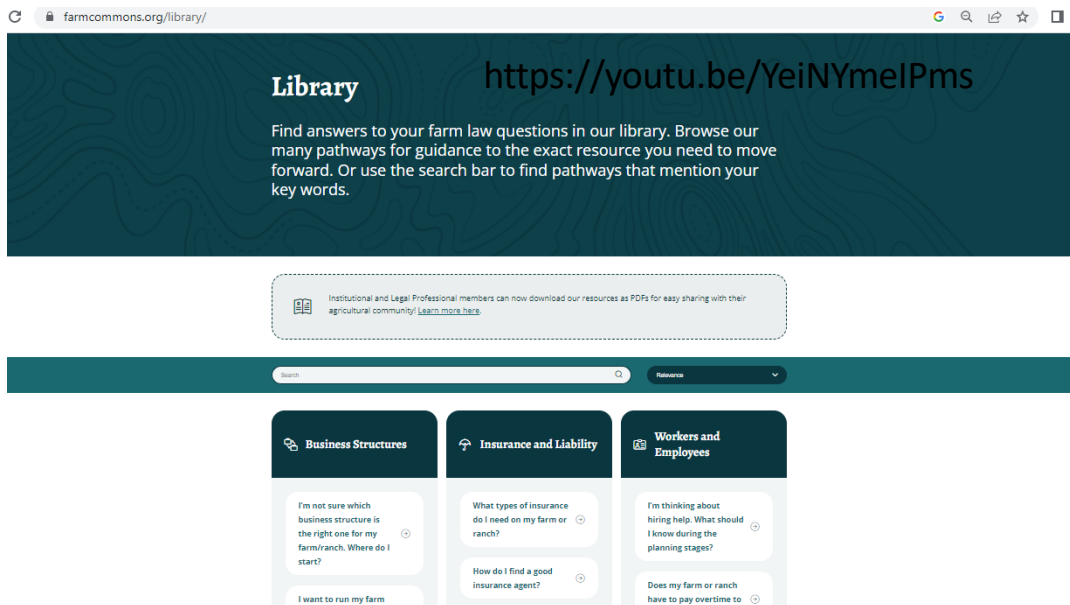 farmcommons.org/library/
https://youtu.be/YeiNYmeIPms
Library
Find answers to your farm law questions in our library. Browse our
many pathways for guidance to the exact resource you need to move
forward. Or use the search bar to find pathways that mention your
key words.
Institutional and Legal Professional members can now download our resources as PDFs for easy sharing with their
agricultural community! Learn more here.
Search
Relevance
Business Structures
I'm not sure which
business structure is
the right one for my
farm/ranch. Where do I
start?
I want to run my farm
Insurance and Liability
What types of insurance
do I need on my farm or
ranch?
How do I find a good
insurance agent?
Workers and
Employees
I'm thinking about
hiring help. What should
I know during the
planning stages?
Does my farm or ranch
have to pay overtime to